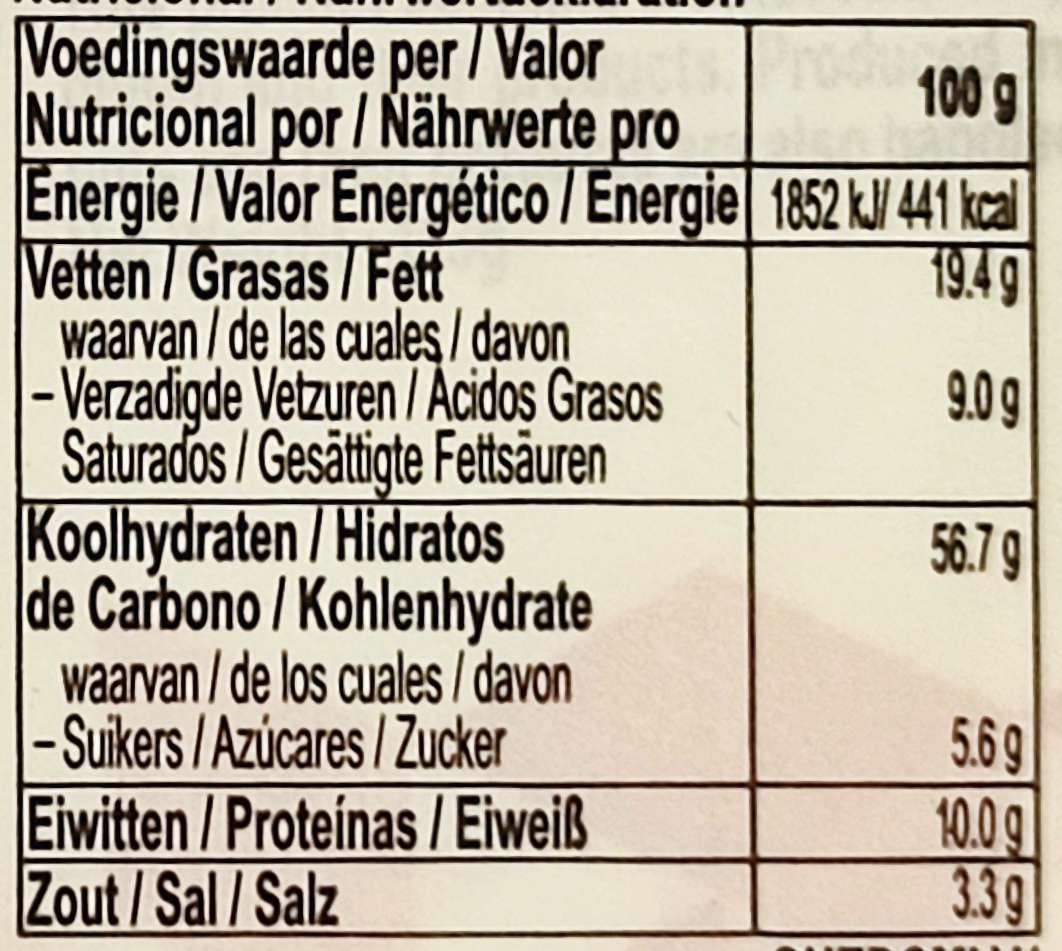 Voedingswaarde per / Valor
Nutricional por / Nährwerte pro 100 g
Energie / Valor Energético / Energie 1852 kJ/ 441 kcal
Vetten / Grasas / Fett 19.4 g
waarvan / de las cuales / davon
– Verzadigde Vetzuren / Ácidos Grasos 9.0 g
Saturados / Gesättigte Fettsäuren
Koolhydraten / Hidratos 56.7 g
de Carbono / Kohlenhydrate
waarvan / de los cuales / davon
– Suikers / Azúcares / Zucker 5.6 g
Eiwitten / Proteínas / Eiweiß 10.0 g
Zout / Sal / Salz 3.3 g